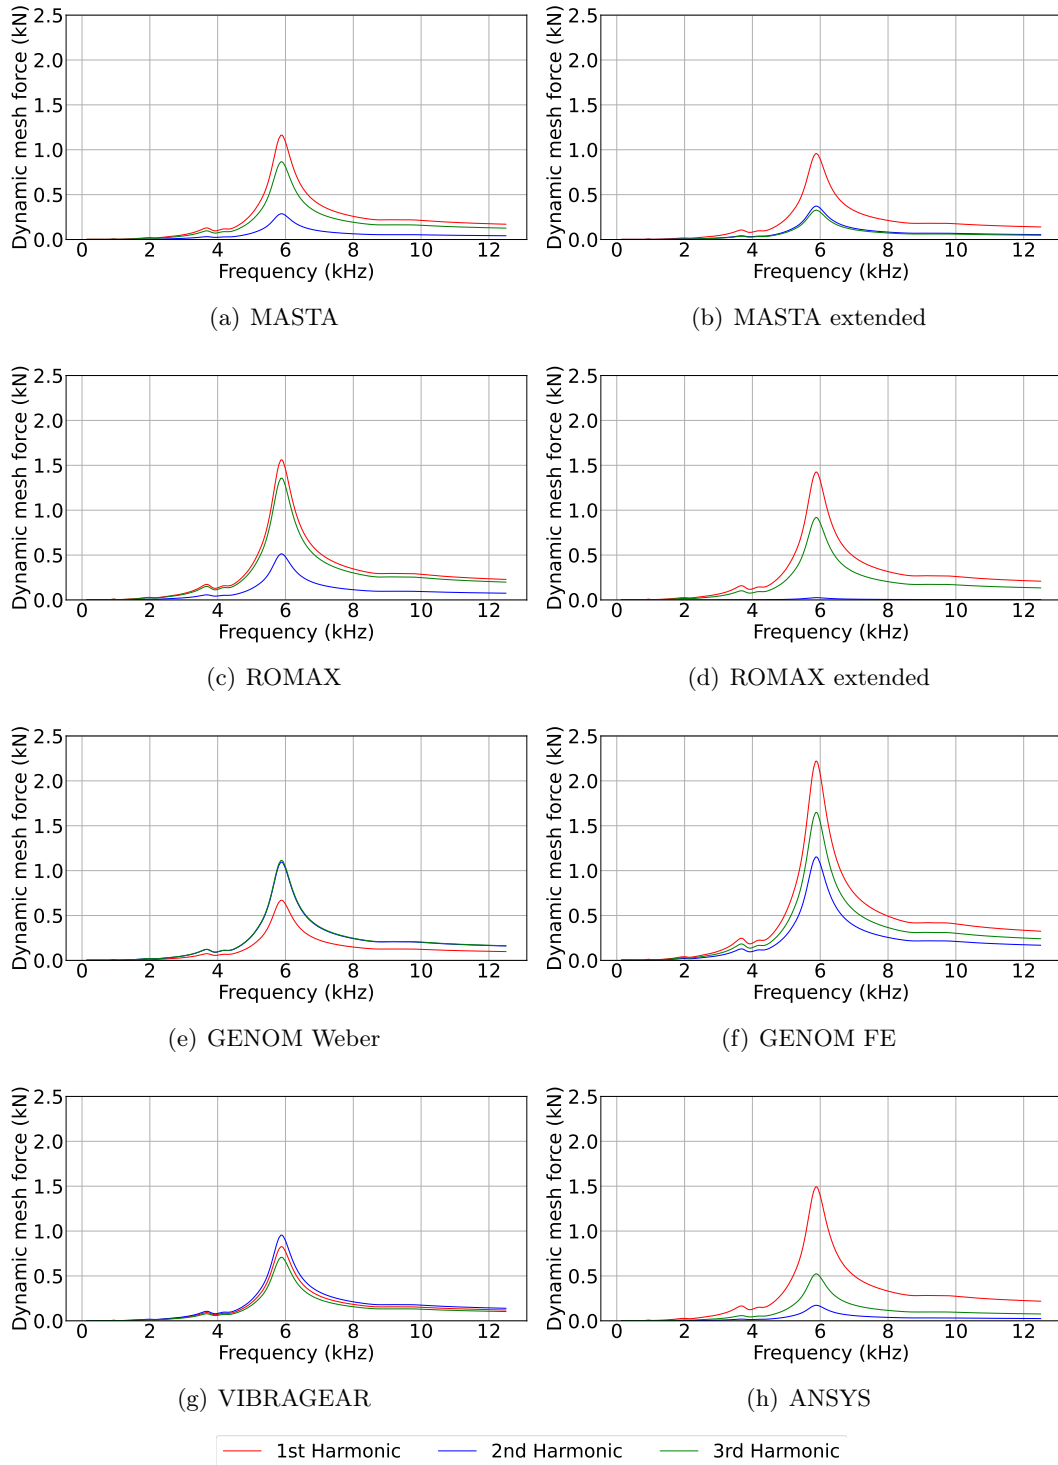 Dynamic mesh force (kN)
2.5
2.0
1.5
1.0
0.5
0.0
0 2 4 6 8 10 12
Frequency (kHz)
(a) MASTA
Dynamic mesh force (kN)
2.5
2.0
1.5
1.0
0.5
0.0
0 2 4 6 8 10 12
Frequency (kHz)
(b) MASTA extended
Dynamic mesh force (kN)
2.5
2.0
1.5
1.0
0.5
0.0
0 2 4 6 8 10 12
Frequency (kHz)
(c) ROMAX
Dynamic mesh force (kN)
2.5
2.0
1.5
1.0
0.5
0.0
0 2 4 6 8 10 12
Frequency (kHz)
(d) ROMAX extended
Dynamic mesh force (kN)
2.5
2.0
1.5
1.0
0.5
0.0
0 2 4 6 8 10 12
Frequency (kHz)
(e) GENOM Weber
Dynamic mesh force (kN)
2.5
2.0
1.5
1.0
0.5
0.0
0 2 4 6 8 10 12
Frequency (kHz)
(f) GENOM FE
Dynamic mesh force (kN)
2.5
2.0
1.5
1.0
0.5
0.0
0 2 4 6 8 10 12
Frequency (kHz)
(g) VIBRAGEAR
Dynamic mesh force (kN)
2.5
2.0
1.5
1.0
0.5
0.0
0 2 4 6 8 10 12
Frequency (kHz)
(h) ANSYS
1st Harmonic 2nd Harmonic 3rd Harmonic